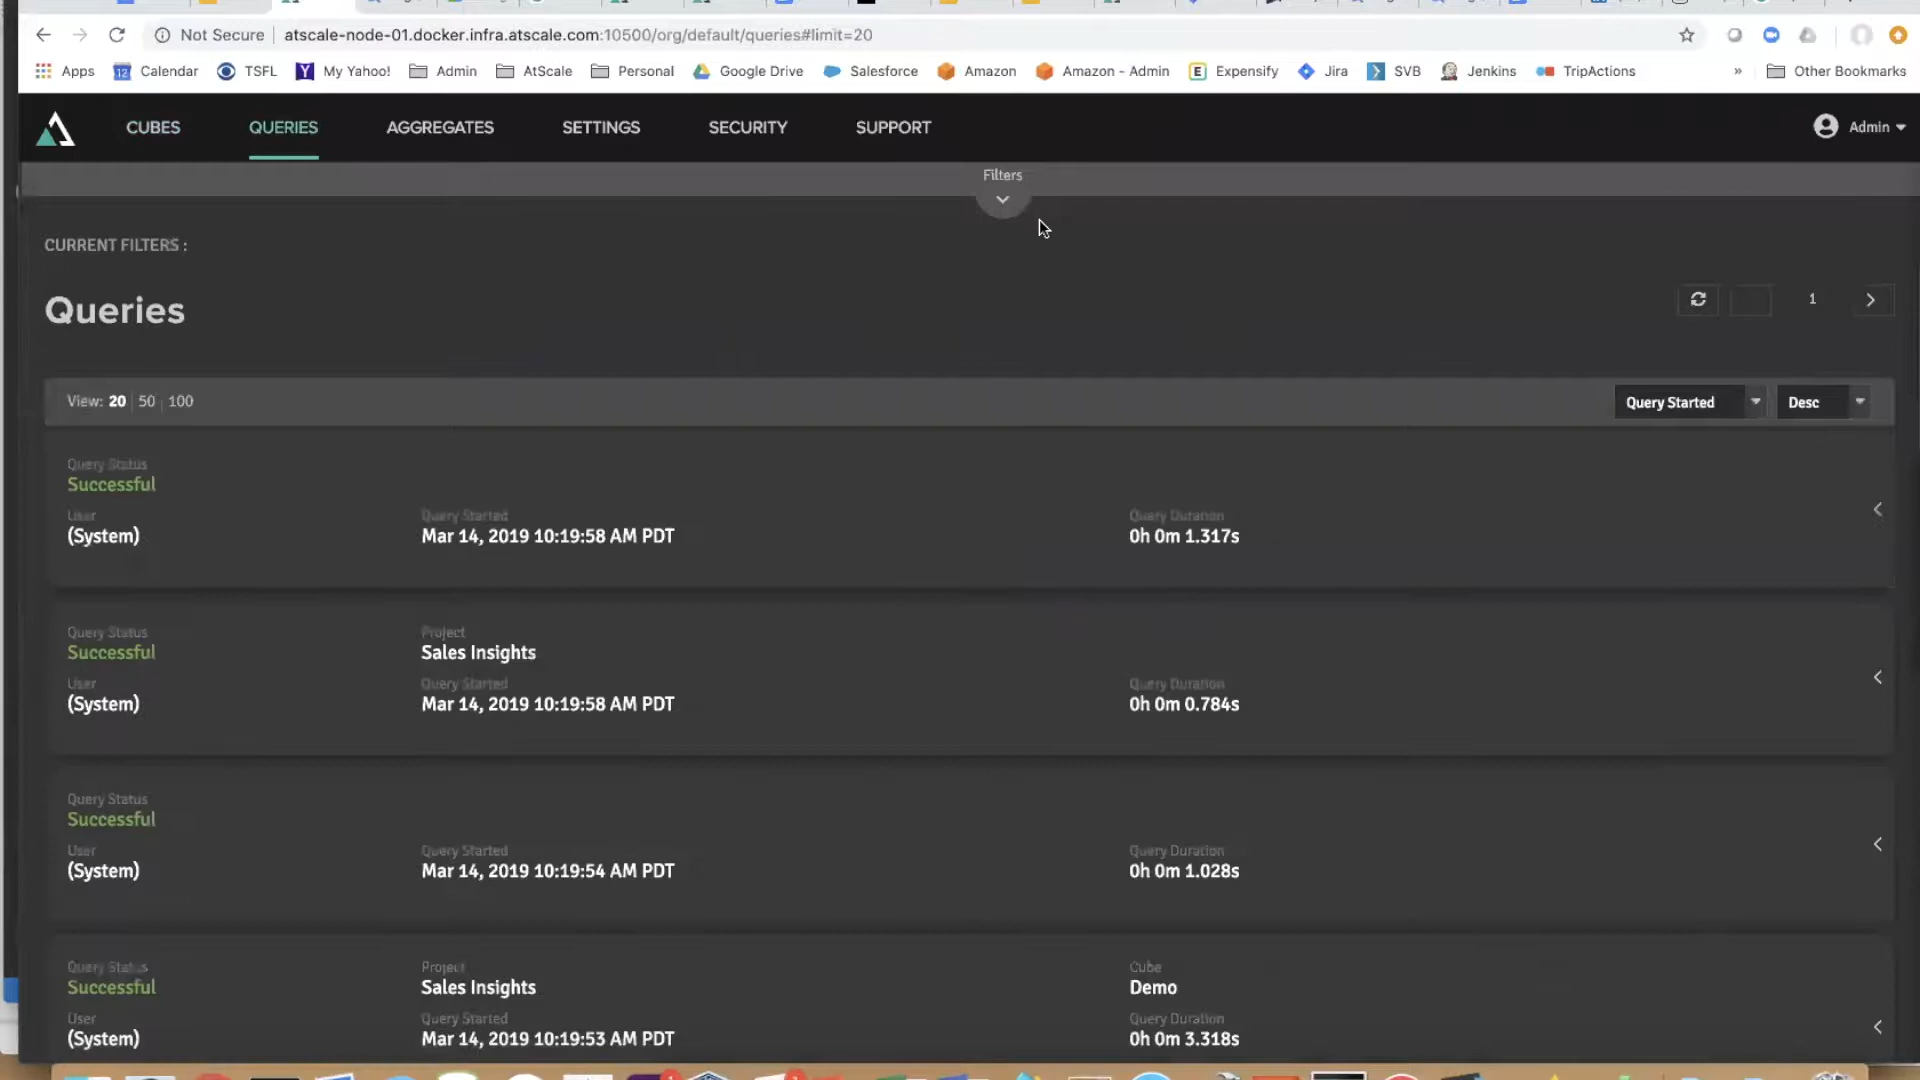 Not Secure
atscale-node-01.docker.infra.atscale.com:10500/org/default/queries#limit=20
Apps Calendar TSFL My Yahoo! Admin AtScale Personal Google Drive Salesforce Amazon Amazon - Admin Expensify Jira SVB Jenkins TripActions » Other Bookmarks
CUBES QUERIES AGGREGATES SETTINGS SECURITY SUPPORT Admin
Filters
CURRENT FILTERS :
Queries
1
View: 20 | 50 | 100
Query Started Desc
Query Status
Successful
User Query Started Query Duration
(System) Mar 14, 2019 10:19:58 AM PDT 0h 0m 1.317s
Query Status Project
Successful Sales Insights
User Query Started Query Duration
(System) Mar 14, 2019 10:19:58 AM PDT 0h 0m 0.784s
Query Status
Successful
User Query Started Query Duration
(System) Mar 14, 2019 10:19:54 AM PDT 0h 0m 1.028s
Query Status Project Cube
Successful Sales Insights Demo
User Query Started Query Duration
(System) Mar 14, 2019 10:19:53 AM PDT 0h 0m 3.318s